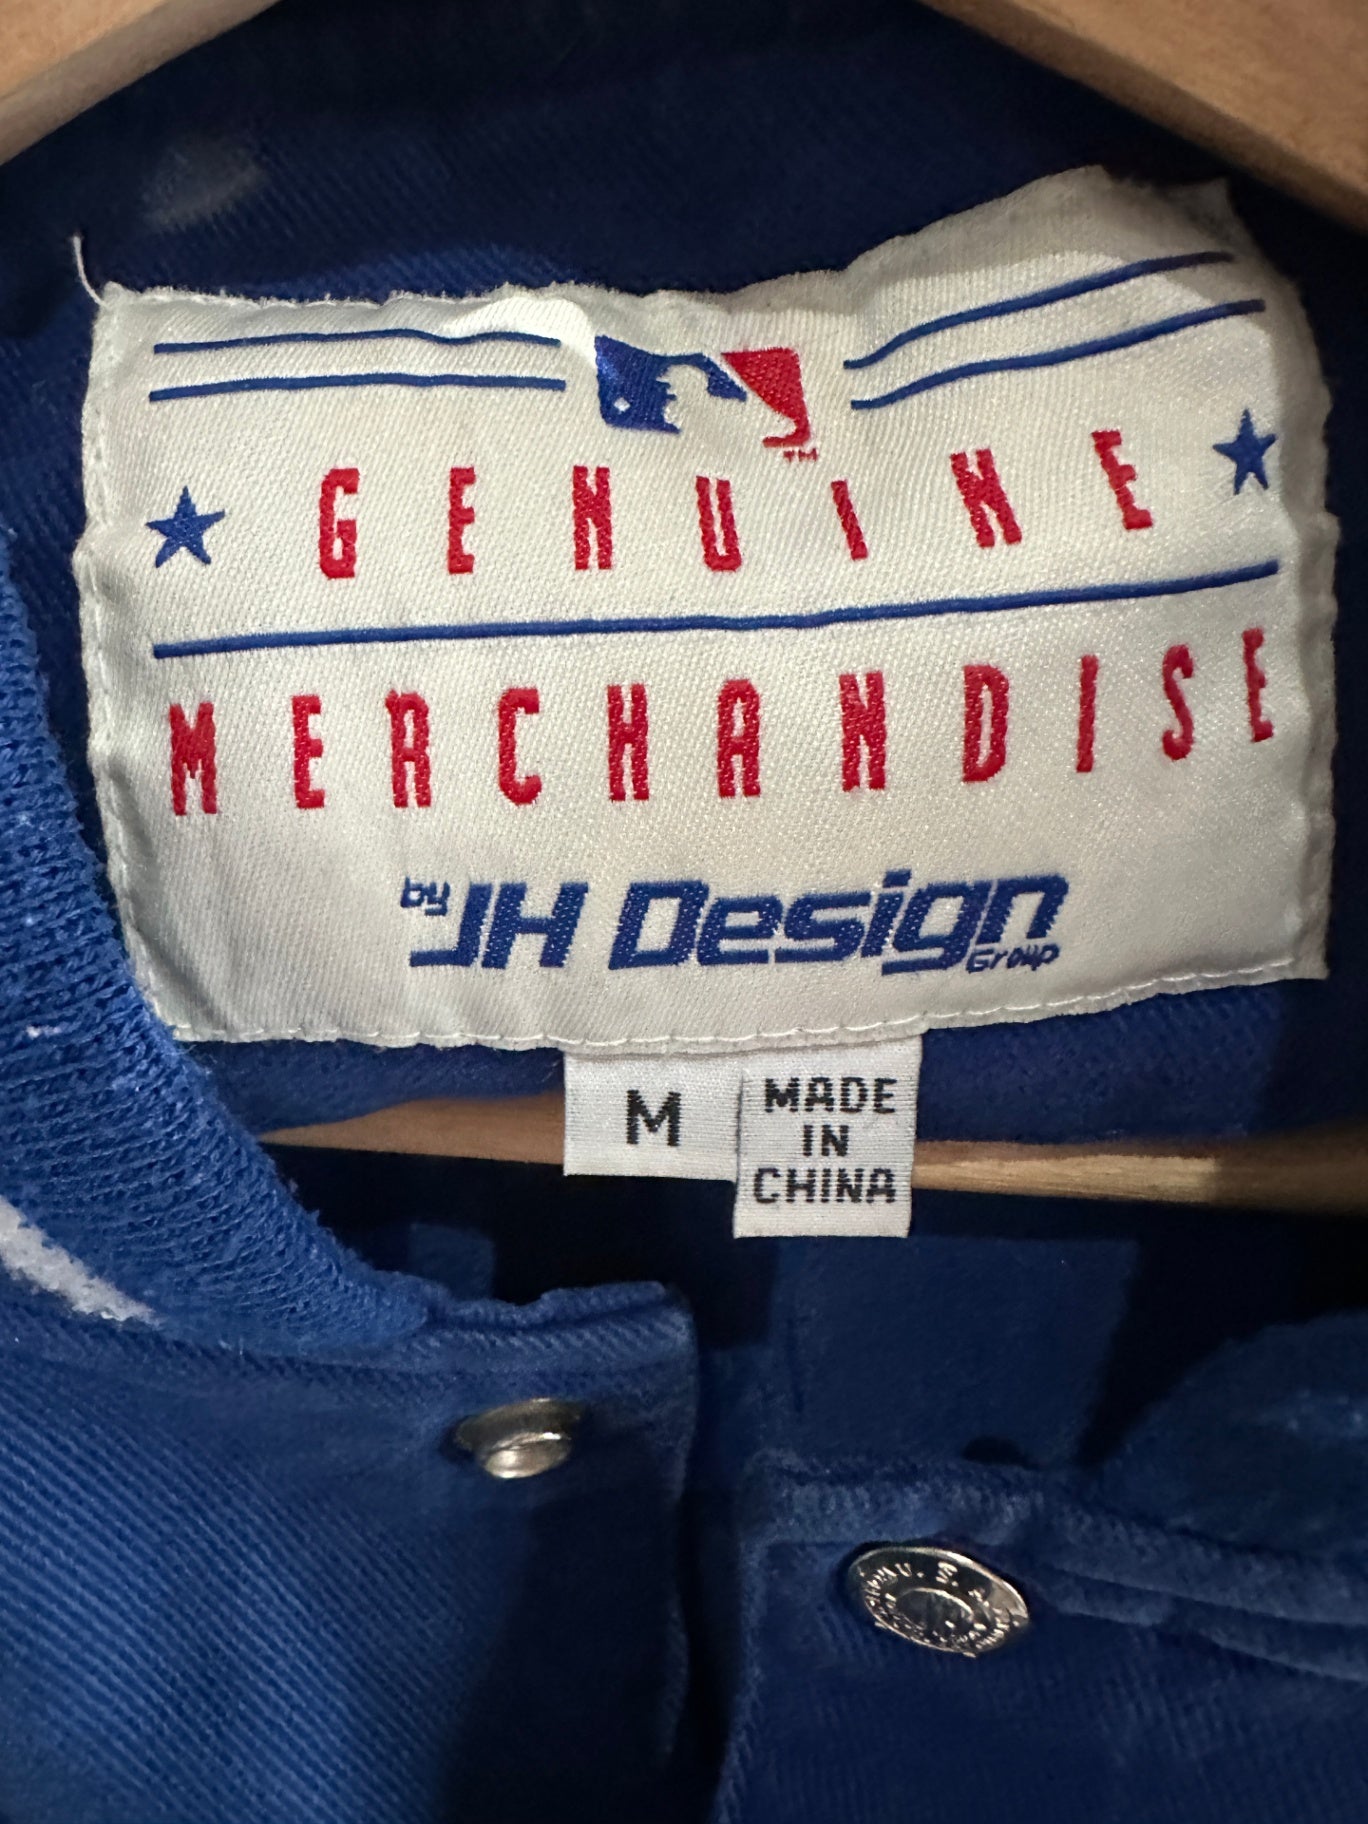 TM
GENUINE
MERCHANDISE
by JH Design
Group
M
MADE
IN
CHINA
U.S.A.